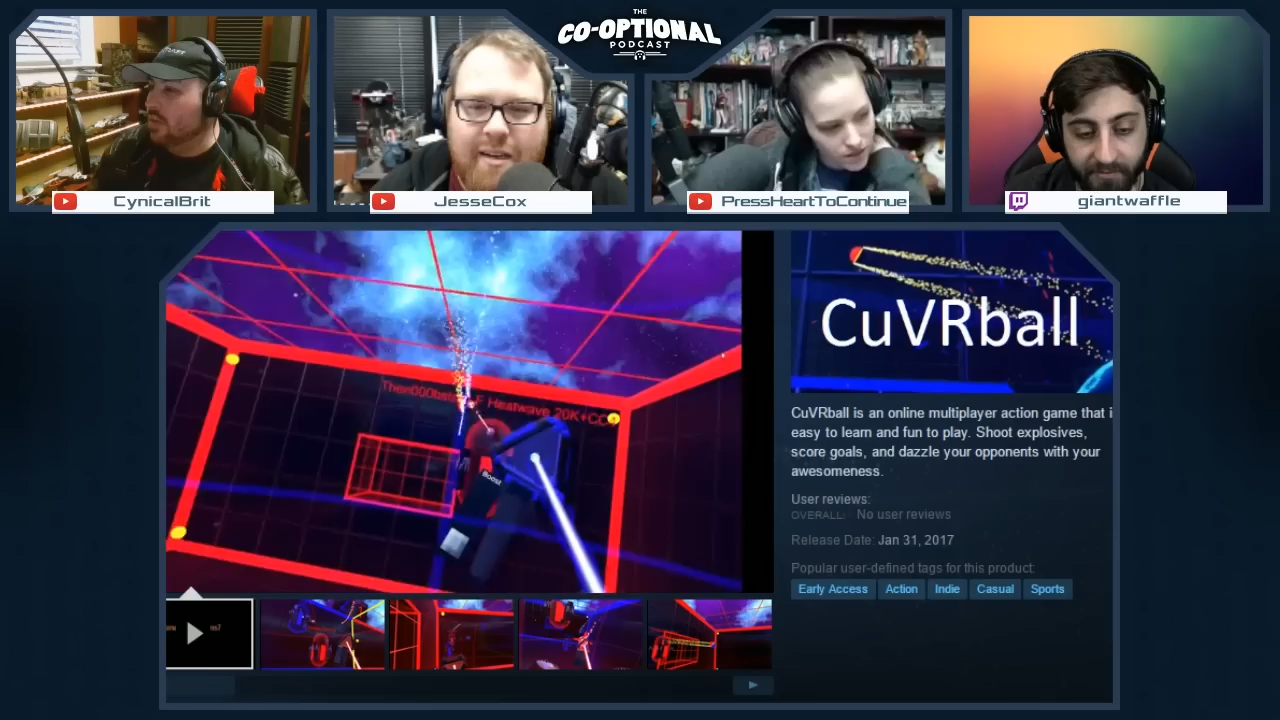 THE
CO-OPTIONAL
PODCAST
CynicalBrit
JesseCox
PressHeartToContinue
giantwaffle
Heatwave 20K+CC
Boost
CuVRball
CuVRball is an online multiplayer action game that i
easy to learn and fun to play. Shoot explosives,
score goals, and dazzle your opponents with your
awesomeness.
User reviews:
OVERALL: No user reviews
Release Date: Jan 31, 2017
Popular user-defined tags for this product:
Early Access Action Indie Casual Sports